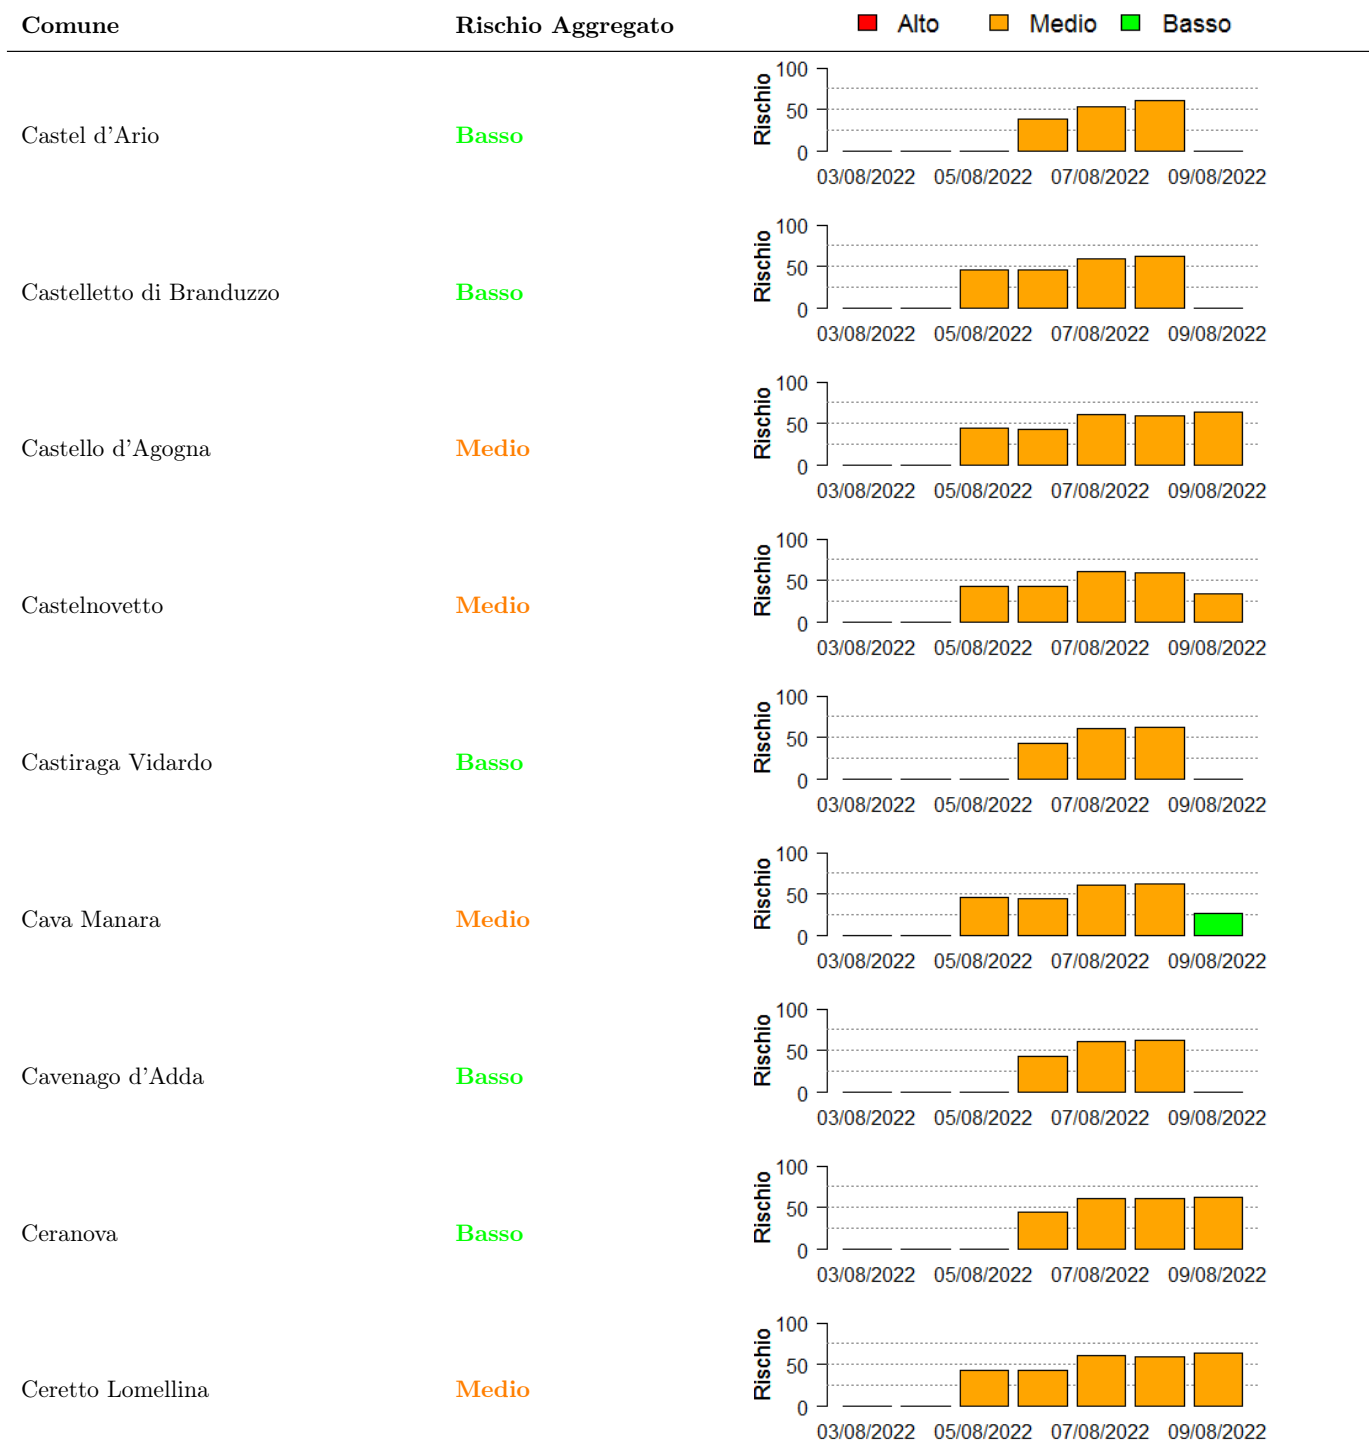 Comune Rischio Aggregato Alto Medio Basso
Castel d'Ario Basso
Rischio
100
50
0
03/08/2022 05/08/2022 07/08/2022 09/08/2022
Castelletto di Branduzzo Basso
Rischio
100
50
0
03/08/2022 05/08/2022 07/08/2022 09/08/2022
Castello d'Agogna Medio
Rischio
100
50
0
03/08/2022 05/08/2022 07/08/2022 09/08/2022
Castelnovetto Medio
Rischio
100
50
0
03/08/2022 05/08/2022 07/08/2022 09/08/2022
Castiraga Vidardo Basso
Rischio
100
50
0
03/08/2022 05/08/2022 07/08/2022 09/08/2022
Cava Manara Medio
Rischio
100
50
0
03/08/2022 05/08/2022 07/08/2022 09/08/2022
Cavenago d'Adda Basso
Rischio
100
50
0
03/08/2022 05/08/2022 07/08/2022 09/08/2022
Ceranova Basso
Rischio
100
50
0
03/08/2022 05/08/2022 07/08/2022 09/08/2022
Ceretto Lomellina Medio
Rischio
100
50
0
03/08/2022 05/08/2022 07/08/2022 09/08/2022